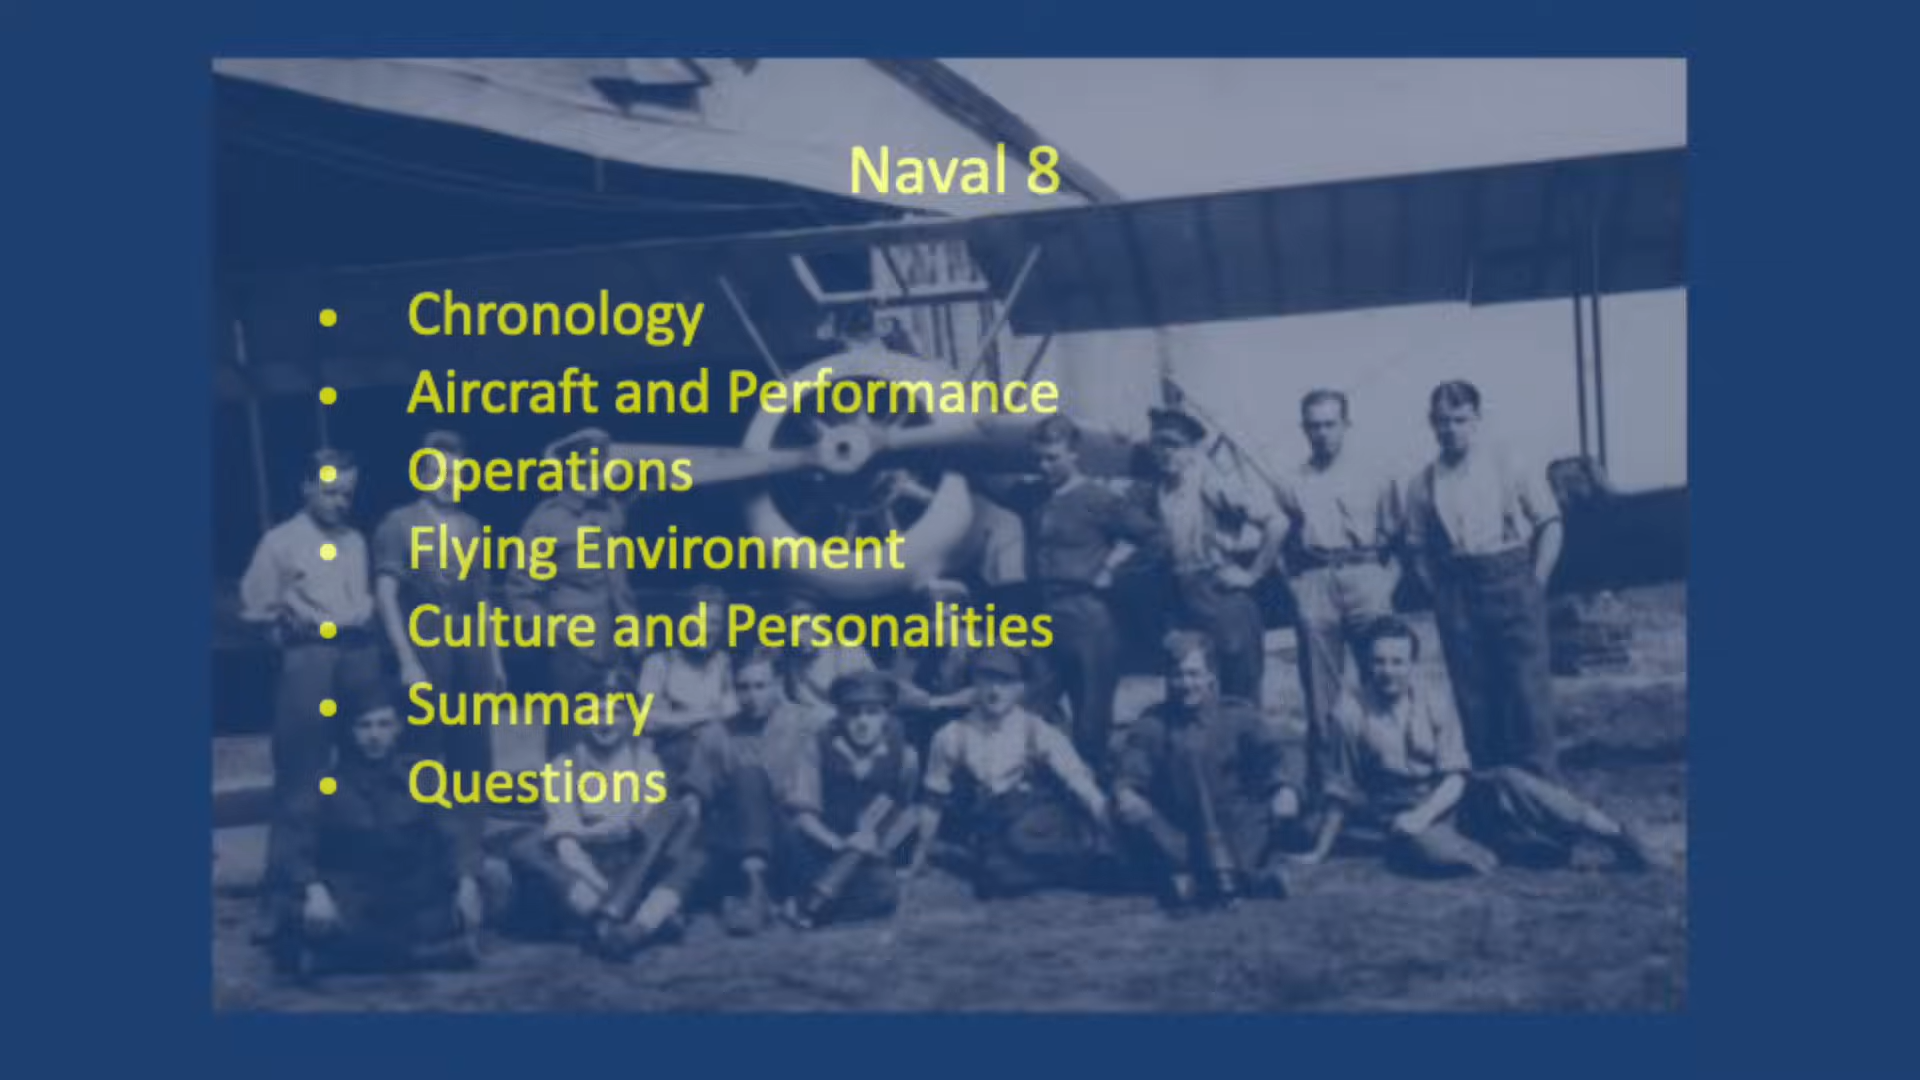 Naval 8
• Chronology
• Aircraft and Performance
• Operations
• Flying Environment
• Culture and Personalities
• Summary
• Questions